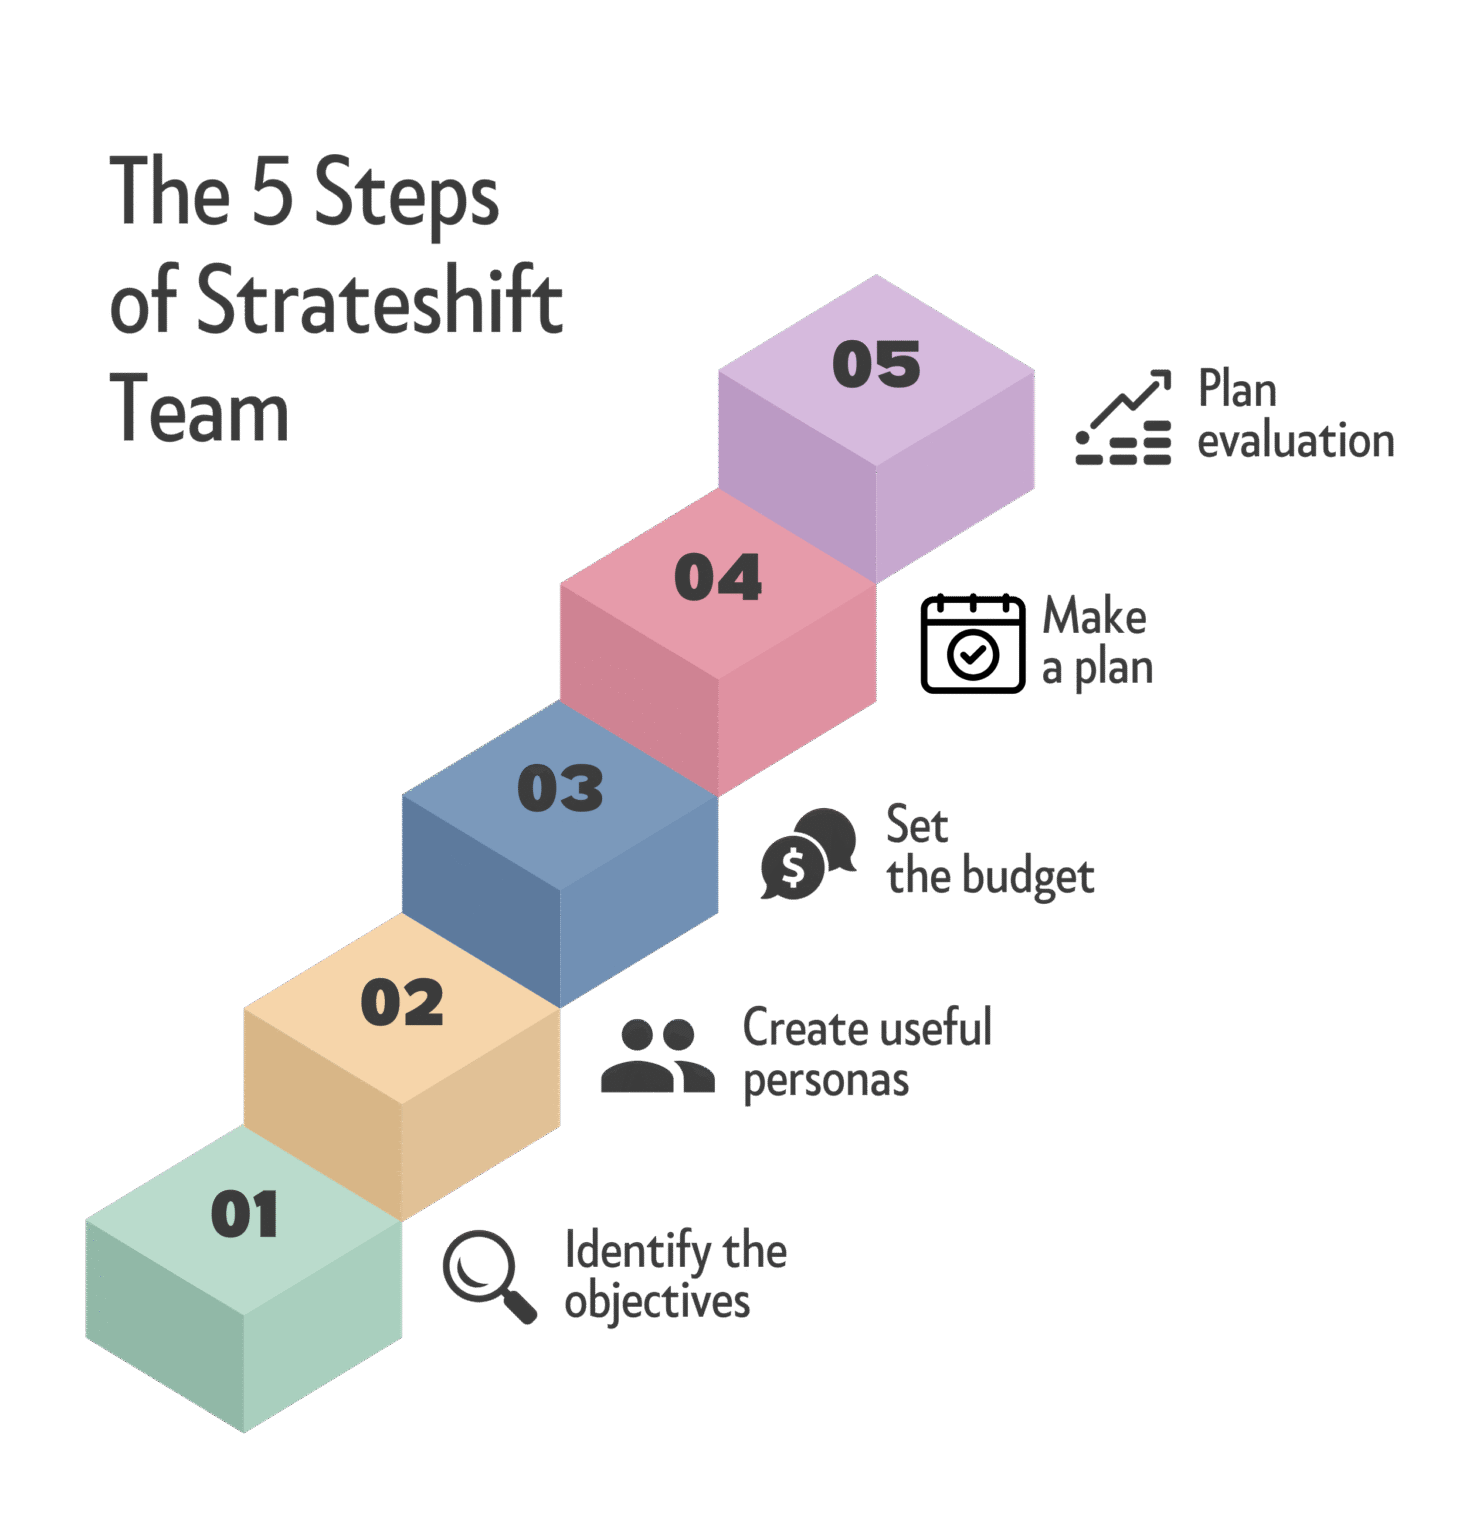 The 5 Steps
of Strateshift
Team
05
Plan
evaluation
04
Make
a plan
03
$
Set
the budget
02
Create useful
personas
01
Identify the
objectives